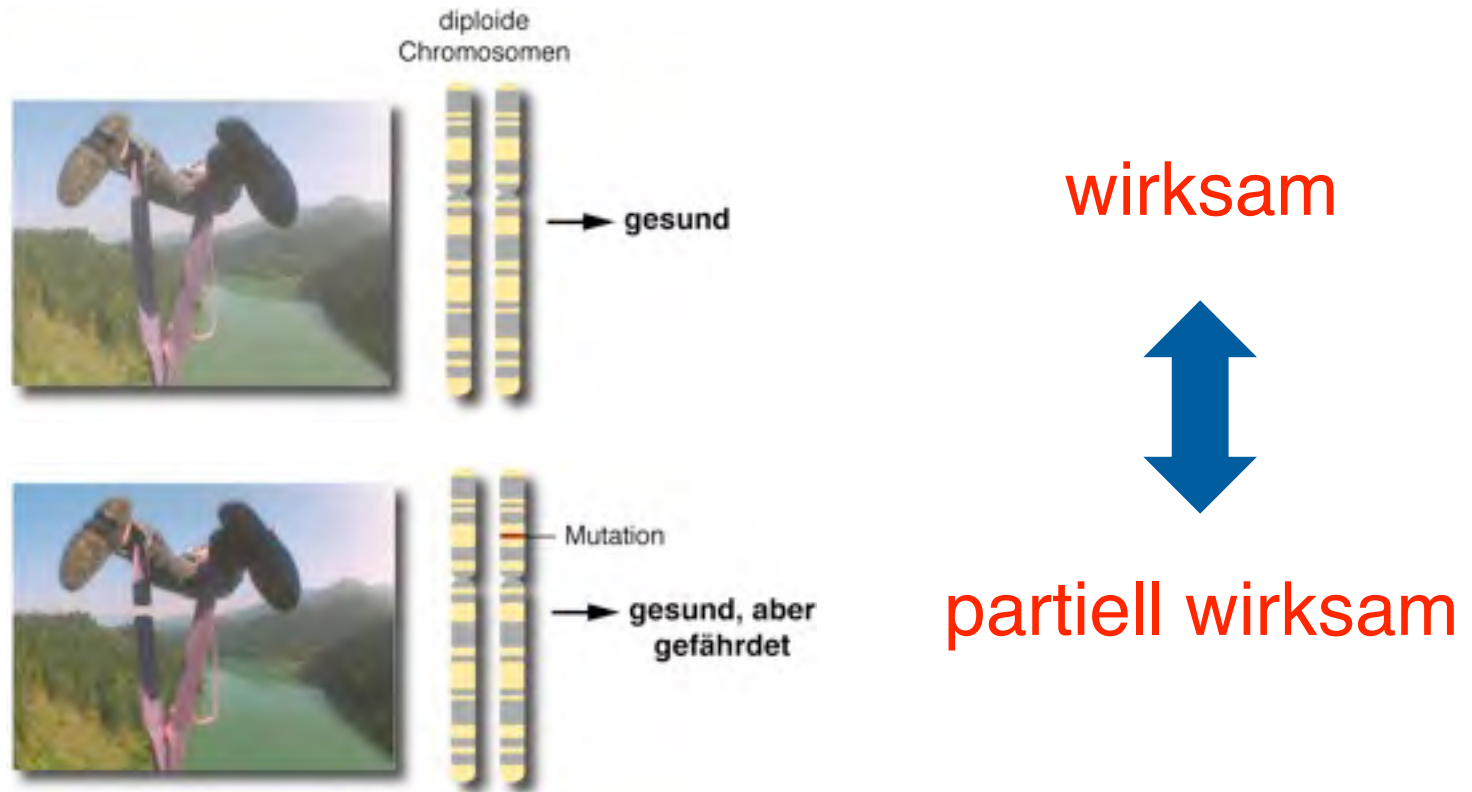 diploide
Chromosomen
gesund
wirksam
Mutation
gesund, aber
gefährdet
partiell wirksam